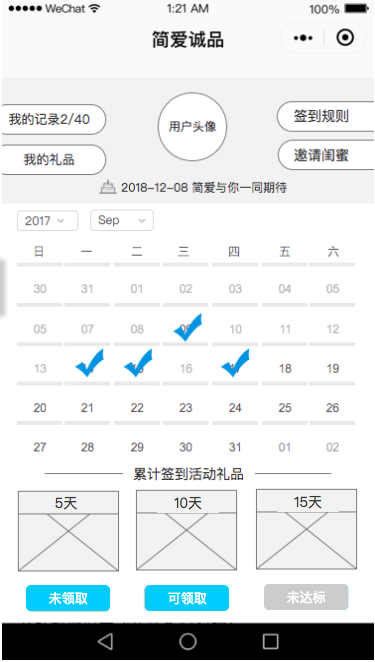 WeChat 1:21 AM 100%
简爱诚品
我的记录2/40 用户头像 签到规则
我的礼品 邀请闺蜜
2018-12-08 简爱与你一同期待
2017 Sep
日 一 二 三 四 五 六
30 31 01 02 03 04 05
05 07 08 10 11 12
13 16 18 19
20 21 22 23 24 25 26
27 28 29 30 31 01 02
累计签到活动礼品
5天 10天 15天
未领取 可领取 未达标